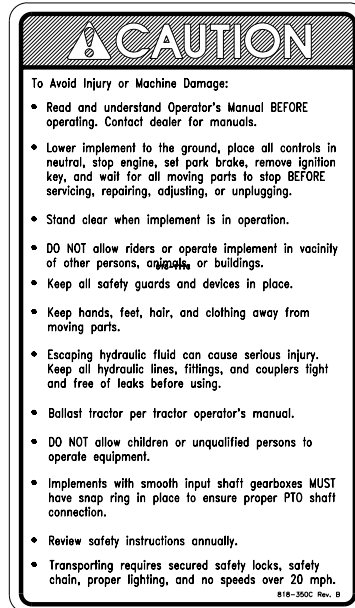 CAUTION
To Avoid Injury or Machine Damage:
• Read and understand Operator's Manual BEFORE
operating. Contact dealer for manuals.
• Lower implement to the ground, place all controls in
neutral, stop engine, set park brake, remove ignition
key, and wait for all moving parts to stop BEFORE
servicing, repairing, adjusting, or unplugging.
• Stand clear when implement is in operation.
• DO NOT allow riders or operate implement in vacinity
of other persons, animals, or buildings.
• Keep all safety guards and devices in place.
• Keep hands, feet, hair, and clothing away from
moving parts.
• Escaping hydraulic fluid can cause serious injury.
Keep all hydraulic lines, fittings, and couplers tight
and free of leaks before using.
• Ballast tractor per tractor operator's manual.
• DO NOT allow children or unqualified persons to
operate equipment.
• Implements with smooth input shaft gearboxes MUST
have snap ring in place to ensure proper PTO shaft
connection.
• Review safety instructions annually.
• Transporting requires secured safety locks, safety
chain, proper lighting, and no speeds over 20 mph.
818-350C Rev. B